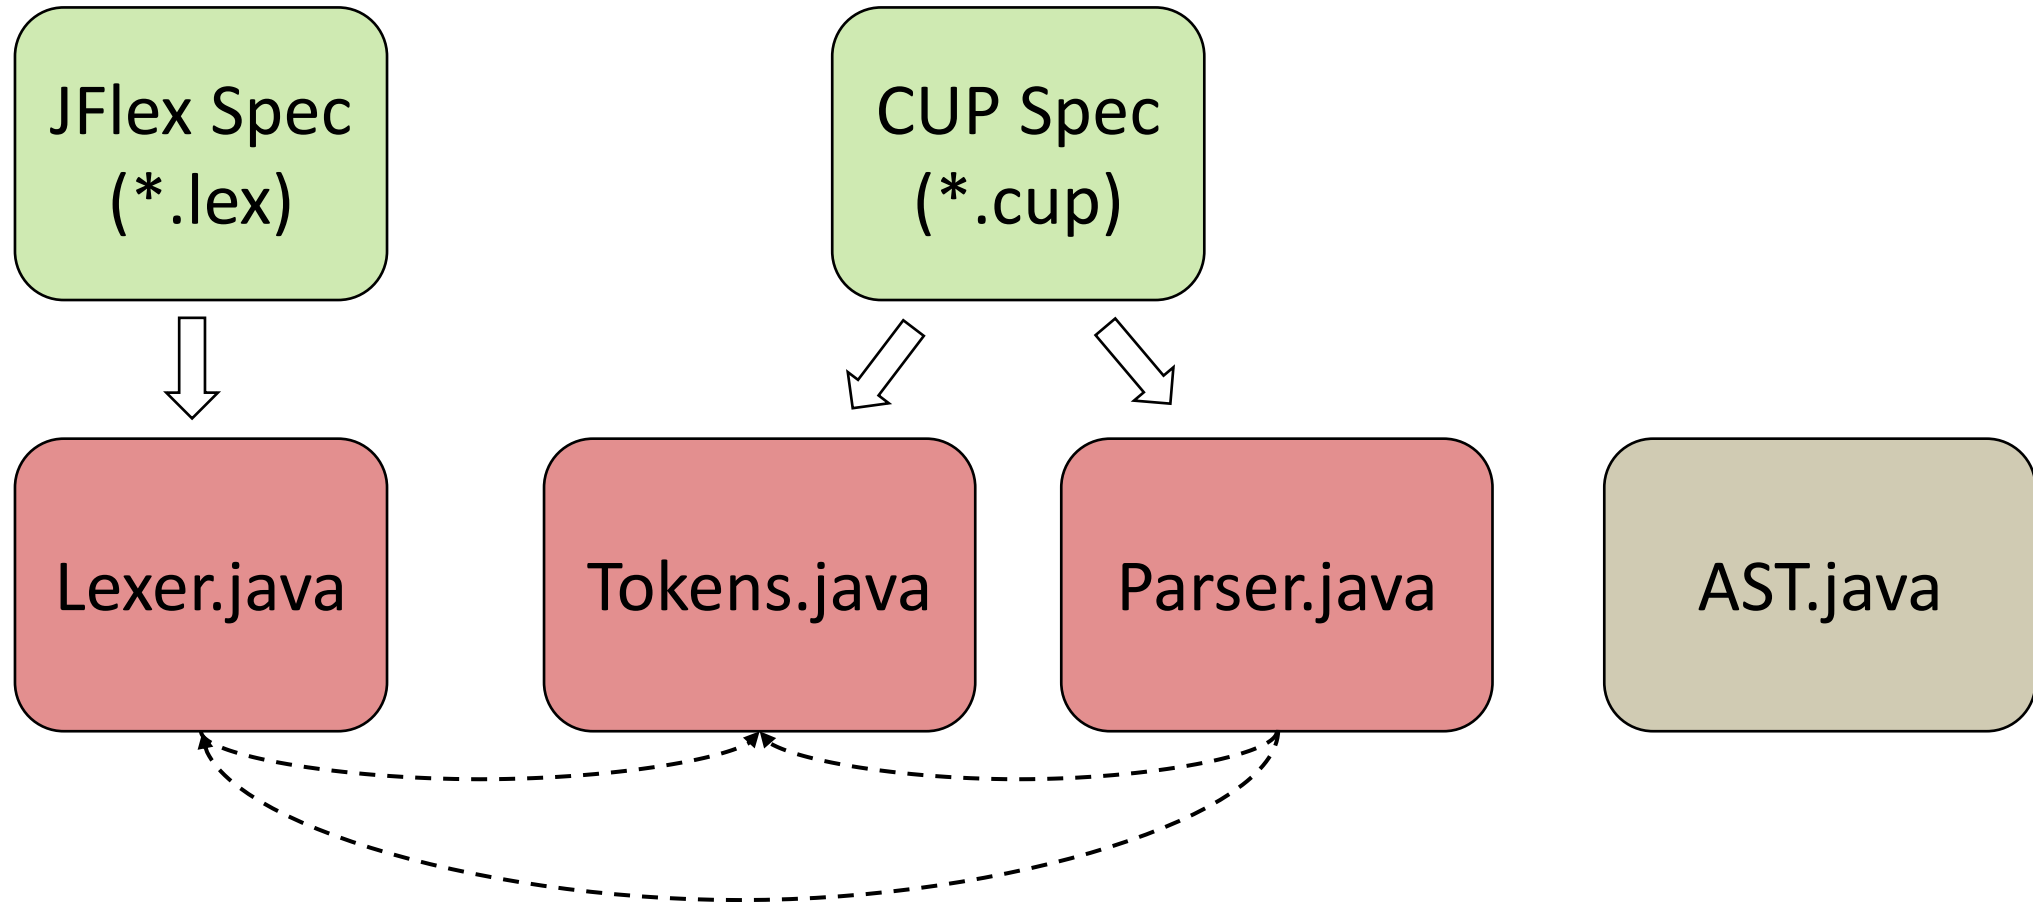 JFlex Spec
(*.lex)
CUP Spec
(*.cup)
Lexer.java
Tokens.java
Parser.java
AST.java